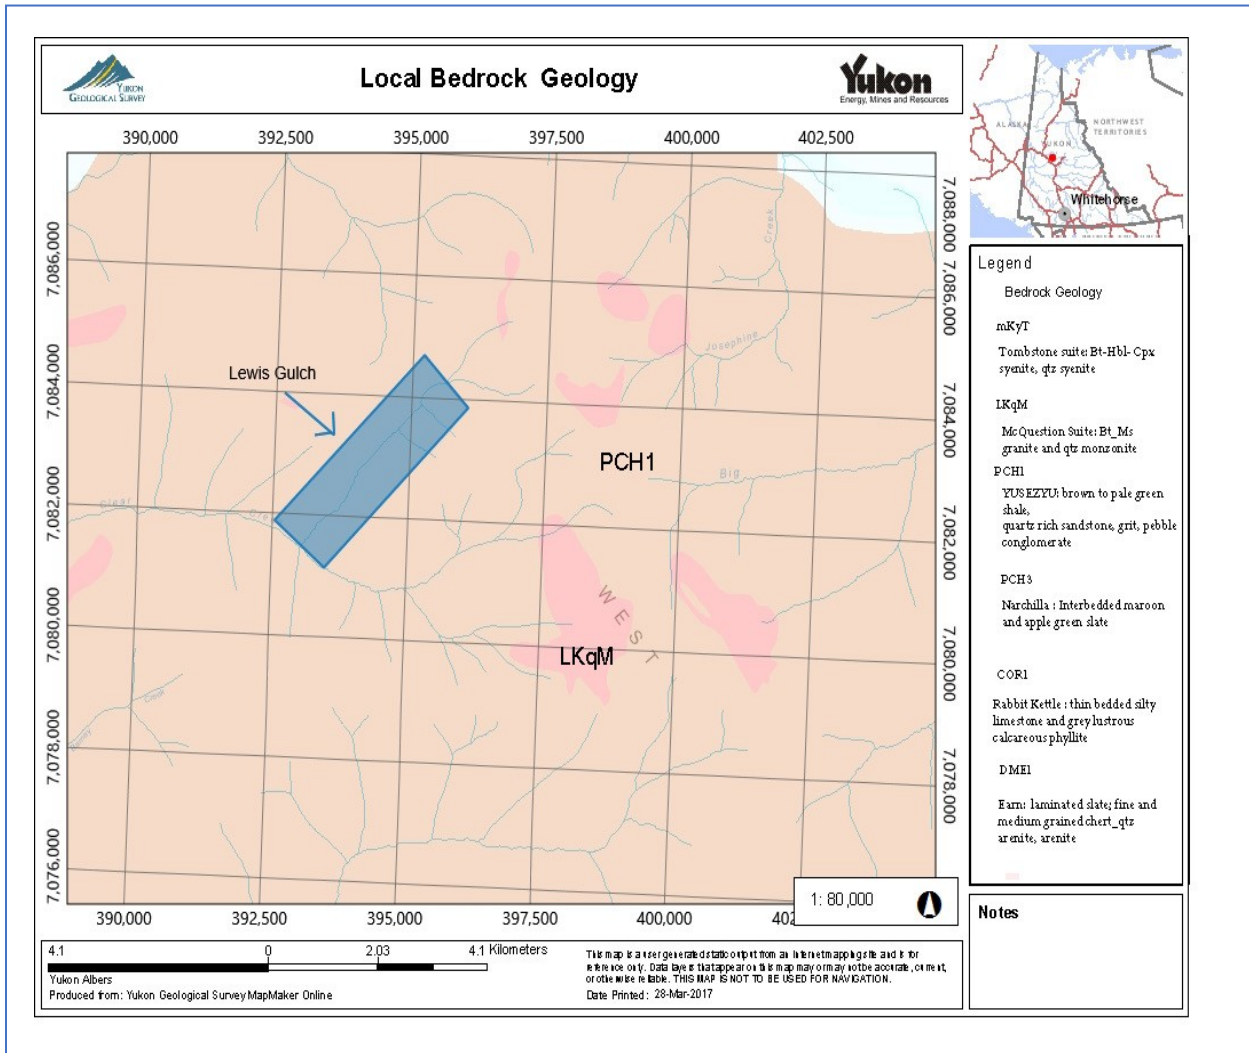 YUKON
GEOLOGICAL SURVEY
Local Bedrock Geology
Yukon
Energy, Mines and Resources
390,000 392,500 395,000 397,500 400,000 402,500
7,088,000
7,086,000
7,084,000
7,082,000
7,080,000
7,078,000
7,076,000
7,086,000
7,084,000
7,082,000
7,080,000
7,078,000
Creek
Josephine
Lewis Gulch
PCH1
Big
Clear
WEST
LKqM
Creek
390,000 392,500 395,000 397,500 400,000
1: 80,000
ALASKA
NORTHWEST
TERRITORIES
Whitehorse
Legend
Bedrock Geology
mKyT
Tombstone suite: Bt-Hbl- Cpx
syenite, qtz syenite
LKqM
McQuestion Suite: Bt_Ms
granite and qtz monzonite
PCH1
YUSEZYU: brown to pale green
shale,
quartz rich sandstone, grit, pebble
conglomerate
PCH3
Narchilla : Interbedded maroon
and apple green slate
COR1
Rabbit Kettle : thin bedded silty
limestone and grey lustrous
calcareous phyllite
DME1
Earn: laminated slate; fine and
medium grained chert_qtz
arenite, arenite
Notes
4.1 0 2.03 4.1 Kilometers
Yukon Albers
Produced from: Yukon Geological Survey MapMaker Online
This map is a user generated static output from an Internet mapping site and is for
reference only. Data layers that appear on this map may or may not be accurate, current,
or otherwise reliable. THIS MAP IS NOT TO BE USED FOR NAVIGATION.
Date Printed: 28-Mar-2017